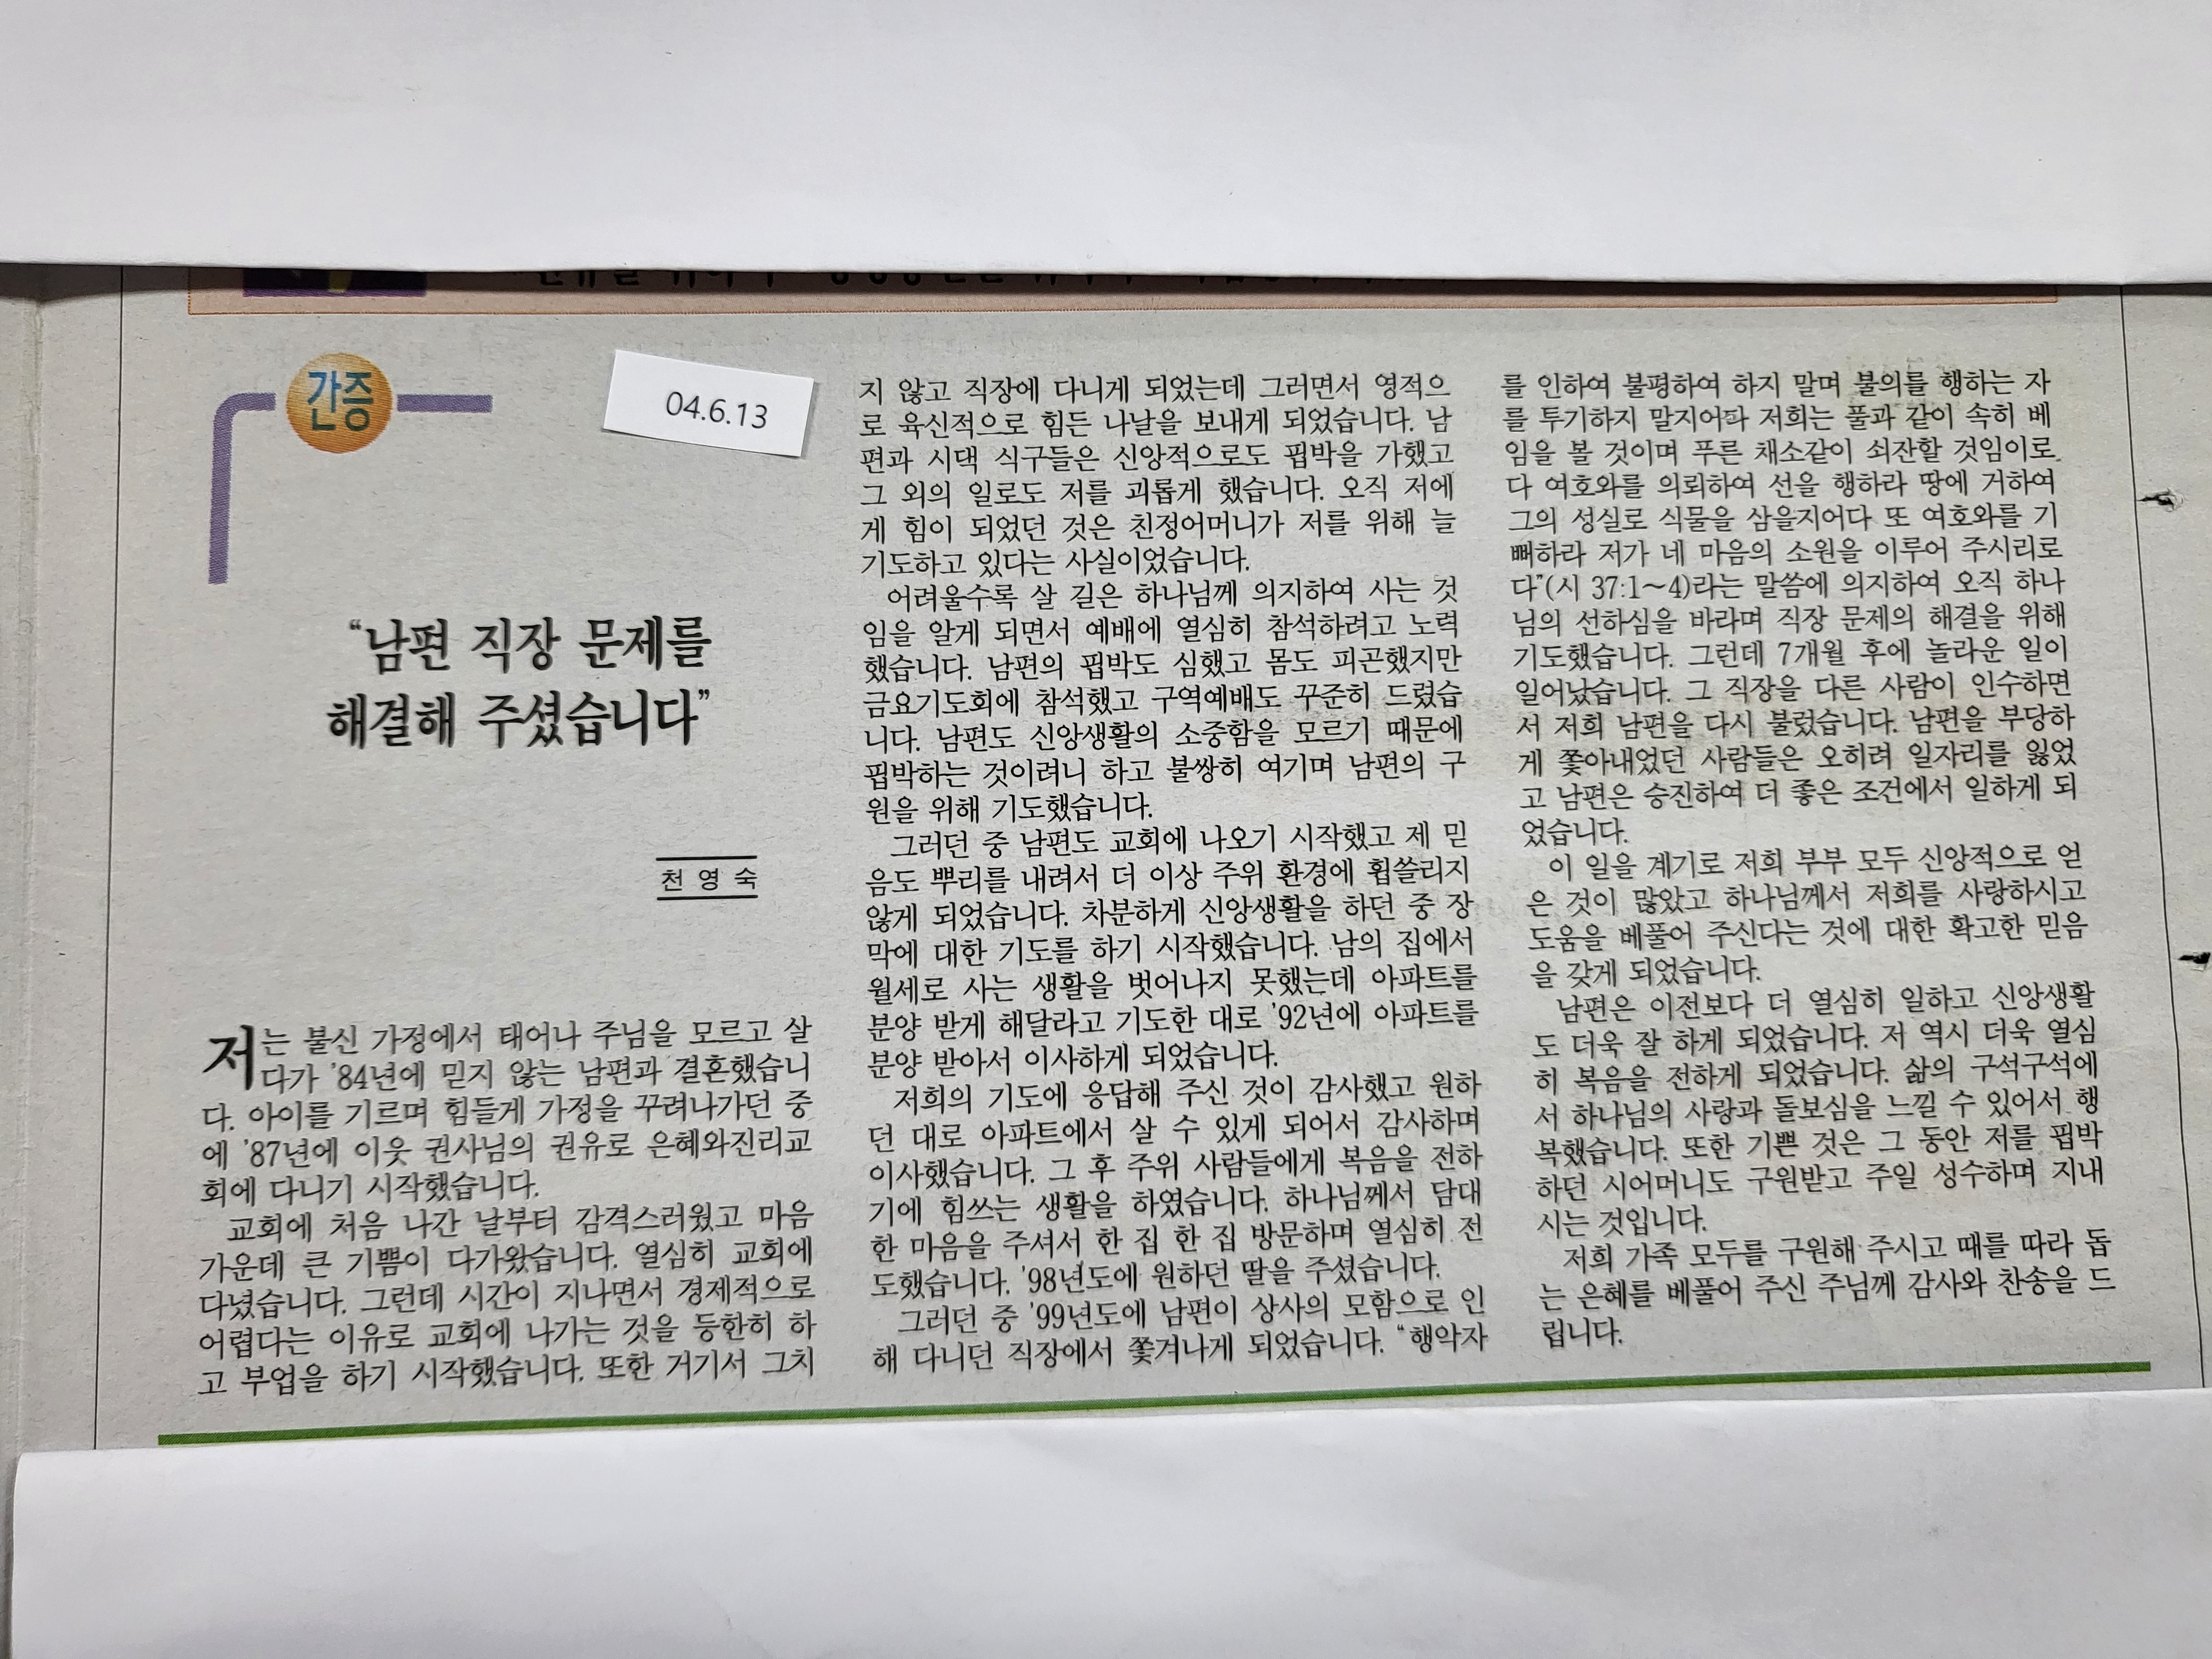 간증
04.6.13
“남편 직장 문제를
해결해 주셨습니다”
천 영 숙
저는 불신 가정에서 태어나 주님을 모르고 살
다가 '84년에 믿지 않는 남편과 결혼했습니
다. 아이를 기르며 힘들게 가정을 꾸려나가던 중
에 '87년에 이웃 권사님의 권유로 은혜와진리교
회에 다니기 시작했습니다.
교회에 처음 나간 날부터 감격스러웠고 마음
가운데 큰 기쁨이 다가왔습니다. 열심히 교회에
다녔습니다. 그런데 시간이 지나면서 경제적으로
어렵다는 이유로 교회에 나가는 것을 등한히 하
고 부업을 하기 시작했습니다. 또한 거기서 그치
지 않고 직장에 다니게 되었는데 그러면서 영적으
로 육신적으로 힘든 나날을 보내게 되었습니다. 남
편과 시댁 식구들은 신앙적으로도 핍박을 가했고
그 외의 일로도 저를 괴롭게 했습니다. 오직 저에
게 힘이 되었던 것은 친정어머니가 저를 위해 늘
기도하고 있다는 사실이었습니다.
어려울수록 살 길은 하나님께 의지하여 사는 것
임을 알게 되면서 예배에 열심히 참석하려고 노력
했습니다. 남편의 핍박도 심했고 몸도 피곤했지만
금요기도회에 참석했고 구역예배도 꾸준히 드렸습
니다. 남편도 신앙생활의 소중함을 모르기 때문에
핍박하는 것이려니 하고 불쌍히 여기며 남편의 구
원을 위해 기도했습니다.
그러던 중 남편도 교회에 나오기 시작했고 제 믿
음도 뿌리를 내려서 더 이상 주위 환경에 휩쓸리지
않게 되었습니다. 차분하게 신앙생활을 하던 중 장
막에 대한 기도를 하기 시작했습니다. 남의 집에서
월세로 사는 생활을 벗어나지 못했는데 아파트를
분양 받게 해달라고 기도한 대로 '92년에 아파트를
분양 받아서 이사하게 되었습니다.
저희의 기도에 응답해 주신 것이 감사했고 원하
던 대로 아파트에서 살 수 있게 되어서 감사하며
이사했습니다. 그 후 주위 사람들에게 복음을 전하
기에 힘쓰는 생활을 하였습니다. 하나님께서 담대
한 마음을 주셔서 한 집 한 집 방문하며 열심히 전
도했습니다. '98년도에 원하던 딸을 주셨습니다.
그러던 중 '99년도에 남편이 상사의 모함으로 인
해 다니던 직장에서 쫓겨나게 되었습니다. “행악자
를 인하여 불평하여 하지 말며 불의를 행하는 자
를 투기하지 말지어다 저희는 풀과 같이 속히 베
임을 볼 것이며 푸른 채소같이 쇠잔할 것임이로
다 여호와를 의뢰하여 선을 행하라 땅에 거하여
그의 성실로 식물을 삼을지어다 또 여호와를 기
뻐하라 저가 네 마음의 소원을 이루어 주시리로
다”(시 37:1~4)라는 말씀에 의지하여 오직 하나
님의 선하심을 바라며 직장 문제의 해결을 위해
기도했습니다. 그런데 7개월 후에 놀라운 일이
일어났습니다. 그 직장을 다른 사람이 인수하면
서 저희 남편을 다시 불렀습니다. 남편을 부당하
게 쫓아내었던 사람들은 오히려 일자리를 잃었
고 남편은 승진하여 더 좋은 조건에서 일하게 되
었습니다.
이 일을 계기로 저희 부부 모두 신앙적으로 얻
은 것이 많았고 하나님께서 저희를 사랑하시고
도움을 베풀어 주신다는 것에 대한 확고한 믿음
을 갖게 되었습니다.
남편은 이전보다 더 열심히 일하고 신앙생활
도 더욱 잘 하게 되었습니다. 저 역시 더욱 열심
히 복음을 전하게 되었습니다. 삶의 구석구석에
서 하나님의 사랑과 돌보심을 느낄 수 있어서 행
복했습니다. 또한 기쁜 것은 그 동안 저를 핍박
하던 시어머니도 구원받고 주일 성수하며 지내
시는 것입니다.
저희 가족 모두를 구원해 주시고 때를 따라 돕
는 은혜를 베풀어 주신 주님께 감사와 찬송을 드
립니다.